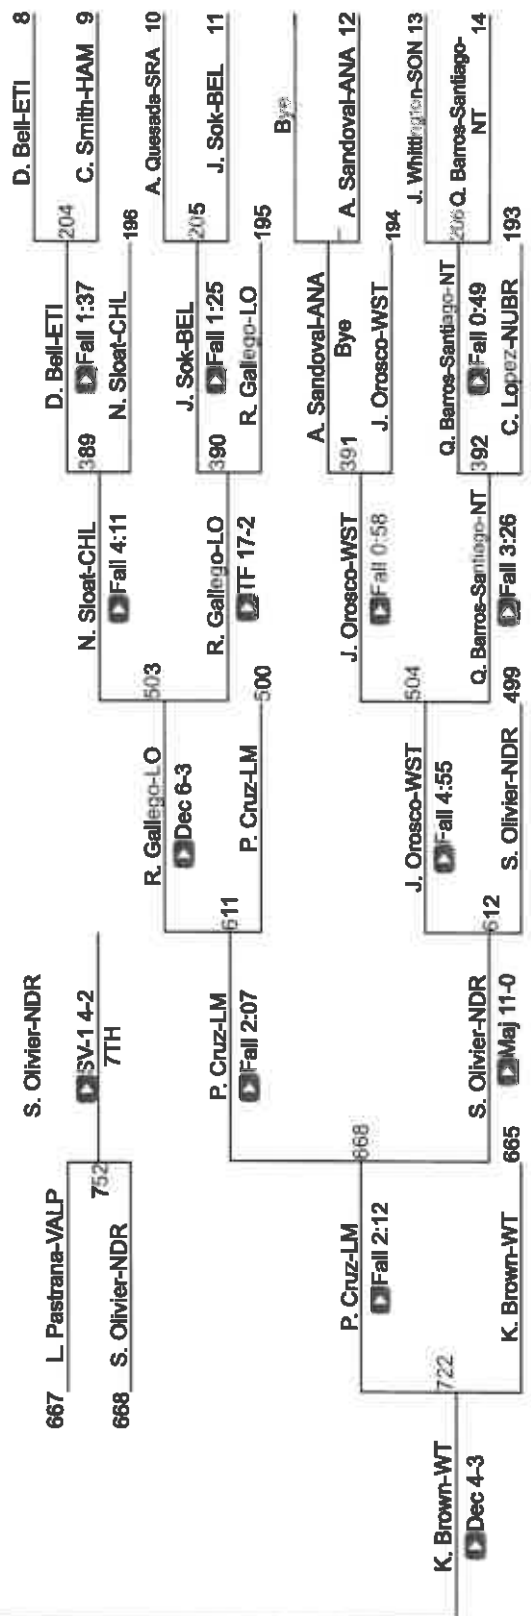 D. Bell-ETI 8
204
C. Smith-HAM 9
A. Quesada-SRA 10
205
J. Sok-BEL 11
Bye
A. Sandoval-ANA 12
J. Whittington-SON 13
206
Q. Barros-Santiago-
NT
14
D. Bell-ETI
Fall 1:37
389
N. Sloat-CHL 196
J. Sok-BEL
Fall 1:25
390
R. Gallego-LO 195
A. Sandoval-ANA
Bye
391
J. Orosco-WST 194
Q. Barros-Santiago-NT
Fall 0:49
392
C. Lopez-NUBR 193
N. Sloat-CHL
Fall 4:11
503
R. Gallego-LO
TF 17-2
J. Orosco-WST
Fall 0:58
504
Q. Barros-Santiago-NT
Fall 3:26
R. Gallego-LO
Dec 6-3
611
P. Cruz-LM 500
J. Orosco-WST
Fall 4:55
612
S. Olivier-NDR 499
P. Cruz-LM
Fall 2:07
668
S. Olivier-NDR
Maj 11-0
P. Cruz-LM
Fall 2:12
722
K. Brown-WT 665
K. Brown-WT
Dec 4-3
667 L. Pastrana-VALP
752
668 S. Olivier-NDR
S. Olivier-NDR
SV-1 4-2
7TH